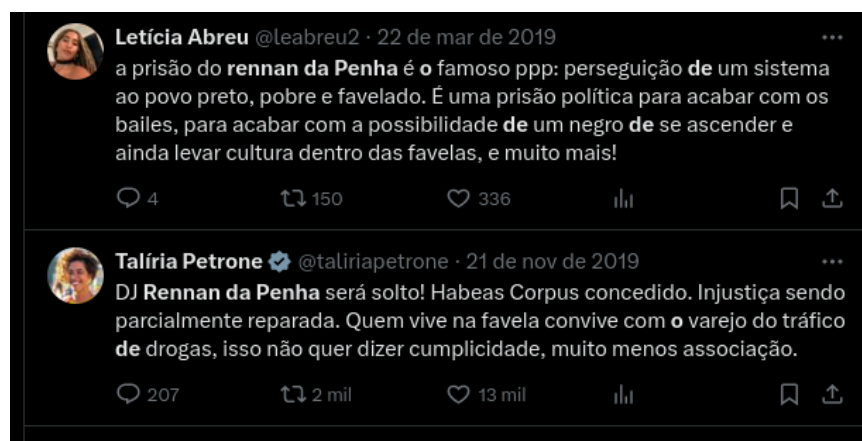 Letícia Abreu @leabreu2 · 22 de mar de 2019
a prisão do rennan da Penha é o famoso ppp: perseguição de um sistema
ao povo preto, pobre e favelado. É uma prisão política para acabar com os
bailes, para acabar com a possibilidade de um negro de se ascender e
ainda levar cultura dentro das favelas, e muito mais!
4 150 336
Talíria Petrone @taliriapetrone · 21 de nov de 2019
DJ Rennan da Penha será solto! Habeas Corpus concedido. Injustiça sendo
parcialmente reparada. Quem vive na favela convive com o varejo do tráfico
de drogas, isso não quer dizer cumplicidade, muito menos associação.
207 2 mil 13 mil